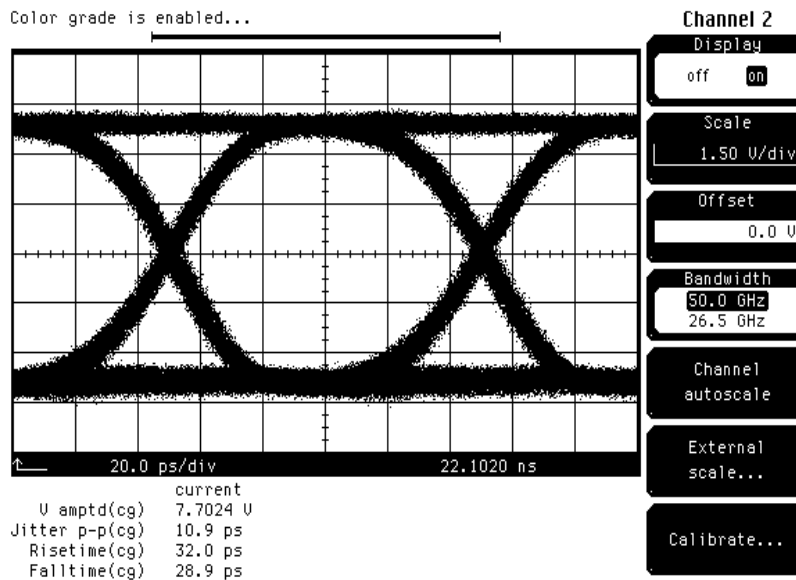 Color grade is enabled...
Channel 2
Display
off on
Scale
1.50 V/div
Offset
0.0 V
Bandwidth
50.0 GHz
26.5 GHz
Channel
autoscale
External
scale...
Calibrate...
20.0 ps/div 22.1020 ns
current
V amptd(cg) 7.7024 V
Jitter p-p(cg) 10.9 ps
Risetime(cg) 32.0 ps
Falltime(cg) 28.9 ps